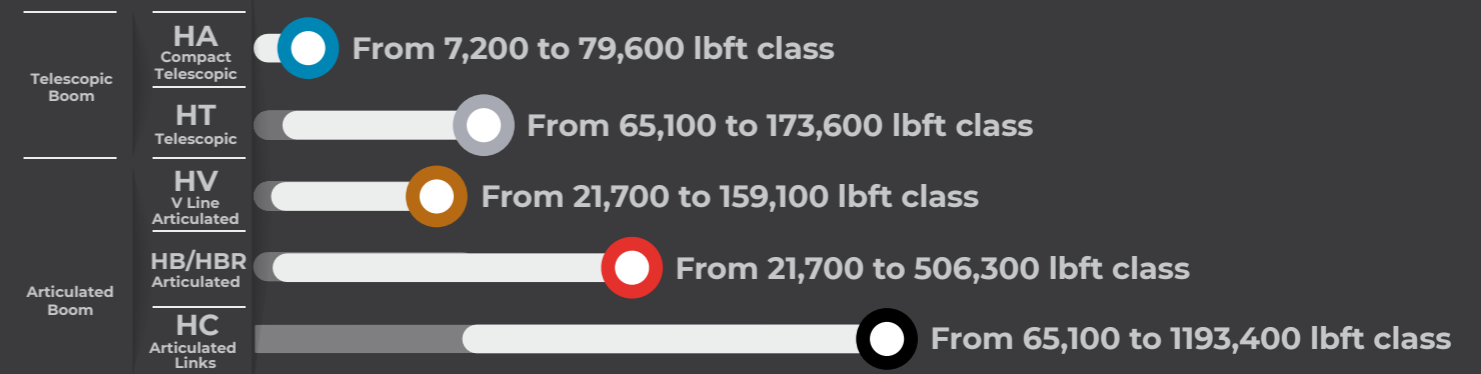 Telescopic
Boom
HA
Compact
Telescopic
From 7,200 to 79,600 lbft class
HT
Telescopic
From 65,100 to 173,600 lbft class
Articulated
Boom
HV
V Line
Articulated
From 21,700 to 159,100 lbft class
HB/HBR
Articulated
From 21,700 to 506,300 lbft class
HC
Articulated
Links
From 65,100 to 1193,400 lbft class